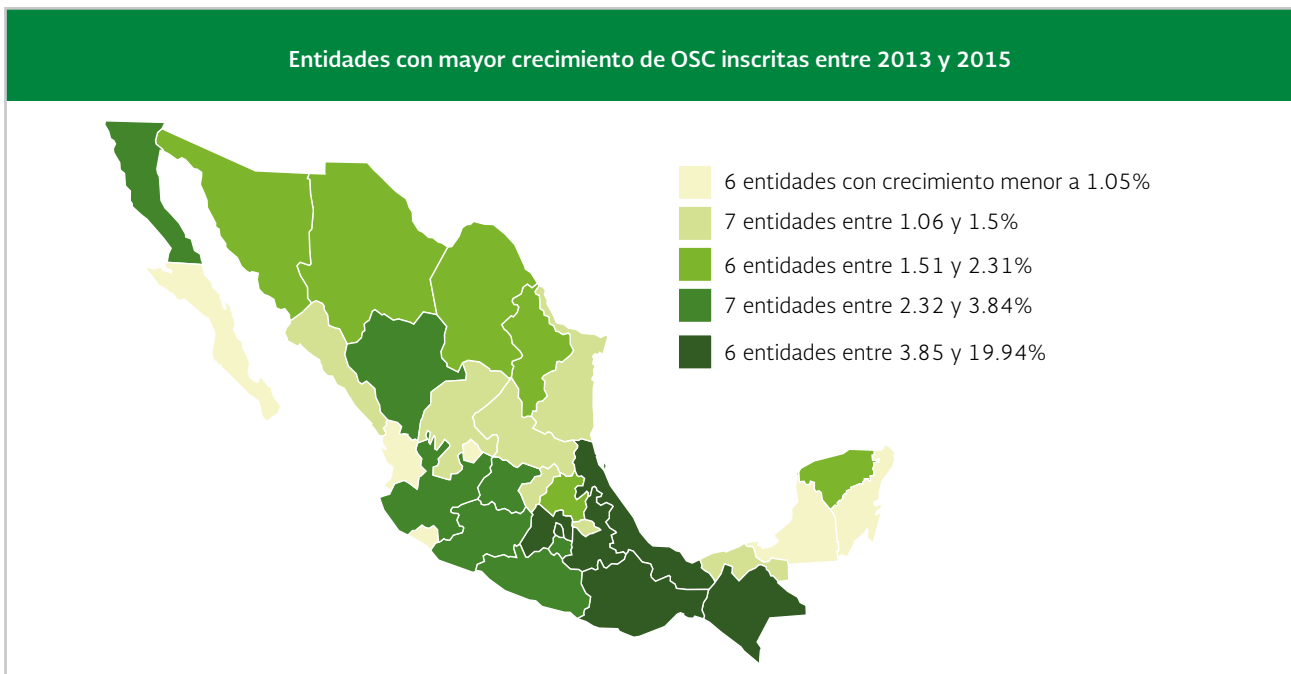 Entidades con mayor crecimiento de OSC inscritas entre 2013 y 2015
6 entidades con crecimiento menor a 1.05%
7 entidades entre 1.06 y 1.5%
6 entidades entre 1.51 y 2.31%
7 entidades entre 2.32 y 3.84%
6 entidades entre 3.85 y 19.94%